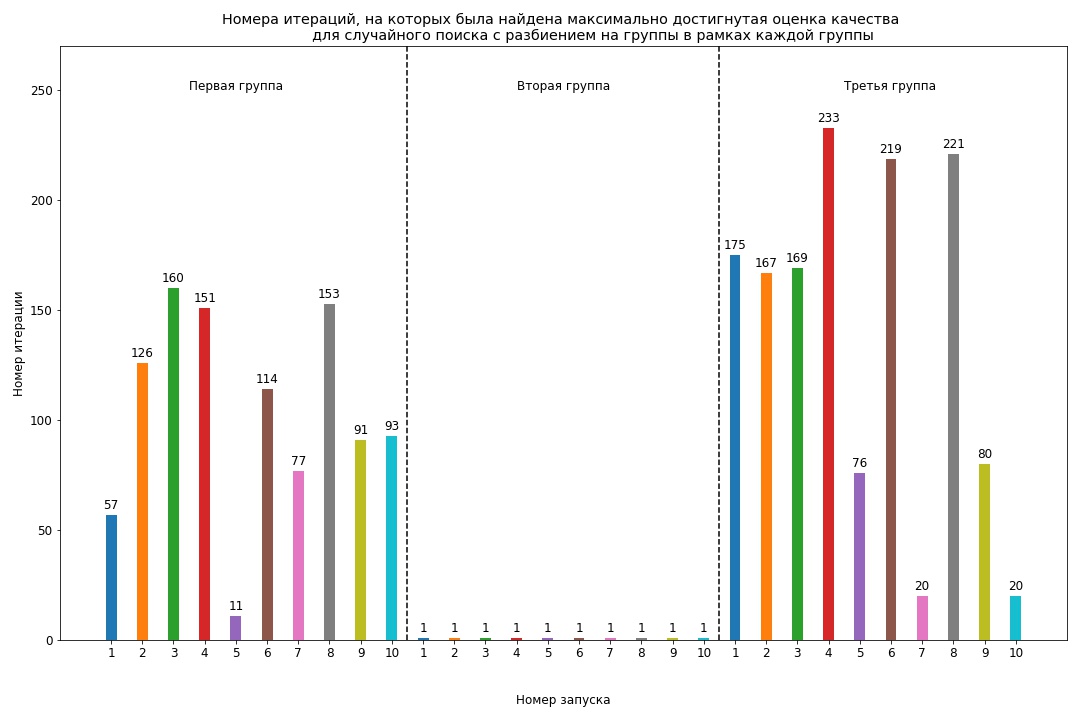 Номера итераций, на которых была найдена максимально достигнутая оценка качества
для случайного поиска с разбиением на группы в рамках каждой группы
Первая группа Вторая группа Третья группа
Номер итерации
250
200
150
100
50
0
57 126 160 151 11 114 77 153 91 93
1 1 1 1 1 1 1 1 1 1
175 167 169 233 76 219 20 221 80 20
1 2 3 4 5 6 7 8 9 10 1 2 3 4 5 6 7 8 9 10 1 2 3 4 5 6 7 8 9 10
Номер запуска